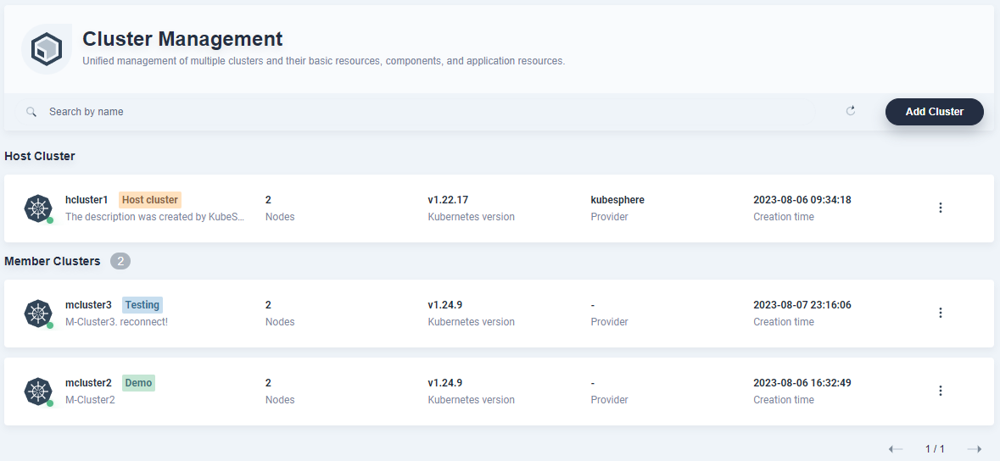 Cluster Management
Unified management of multiple clusters and their basic resources, components, and application resources.
Search by name
Add Cluster
Host Cluster
hcluster1 Host cluster 2 v1.22.17 kubesphere 2023-08-06 09:34:18
The description was created by KubeS... Nodes Kubernetes version Provider Creation time
Member Clusters 2
mcluster3 Testing 2 v1.24.9 - 2023-08-07 23:16:06
M-Cluster3. reconnect! Nodes Kubernetes version Provider Creation time
mcluster2 Demo 2 v1.24.9 - 2023-08-06 16:32:49
M-Cluster2 Nodes Kubernetes version Provider Creation time
1 / 1